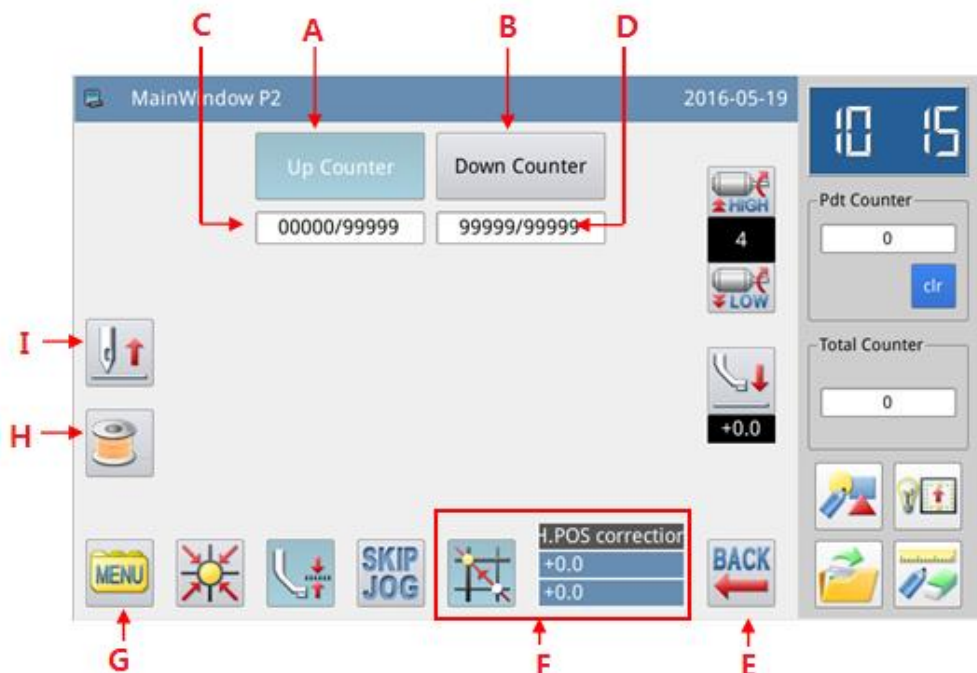 C A B D
MainWindow P2 2016-05-19
10 15
Up Counter Down Counter
00000/99999 99999/99999
HIGH
4
LOW
Pdt Counter
0
clr
I
Total Counter
0
H
+0.0
H.POS correction
+0.0
+0.0
MENU
SKIP
JOG
BACK
G F E